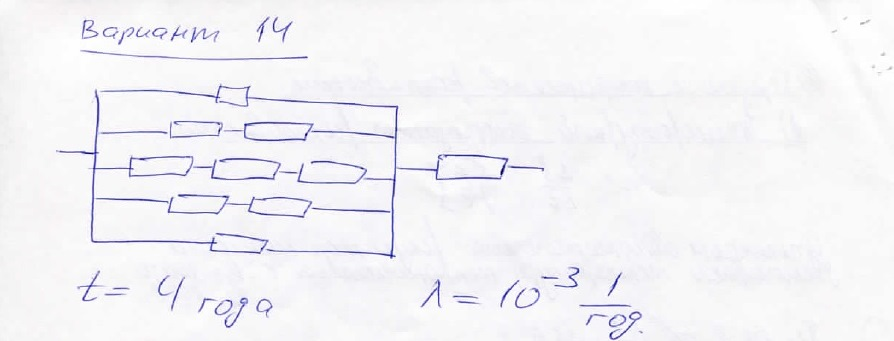 Вариант 14
t = 4 года λ = 10⁻³ 1/год.